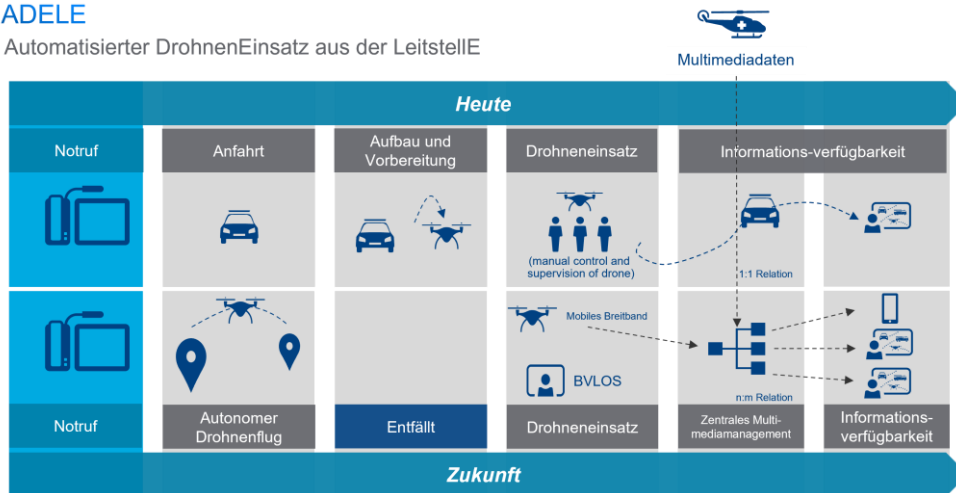 ADELE
Automatisierter DrohnenEinsatz aus der LeitstellE
Multimediadaten
Heute
Notruf
Anfahrt
Aufbau und
Vorbereitung
Drohneneinsatz
Informations-verfügbarkeit
(manual control and
supervision of drone)
1:1 Relation
Mobiles Breitband
BVLOS
n:m Relation
Notruf
Autonomer
Drohnenflug
Entfällt
Drohneneinsatz
Zentrales Multi-
mediamanagement
Informations-
verfügbarkeit
Zukunft